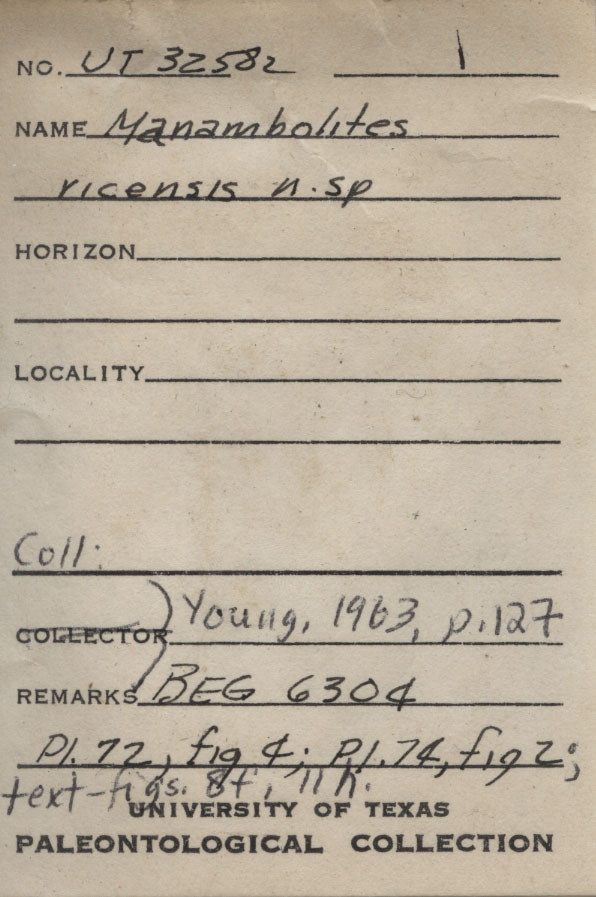 NO. UT 32582 1
NAME Manambolites
ricensis n.sp
HORIZON
LOCALITY
Coll:
COLLECTOR Young, 1963, p.127
REMARKS BEG 6304
Pl. 72, fig 4; Pl. 74, fig 2;
text-figs. 8f, 11h.
UNIVERSITY OF TEXAS
PALEONTOLOGICAL COLLECTION